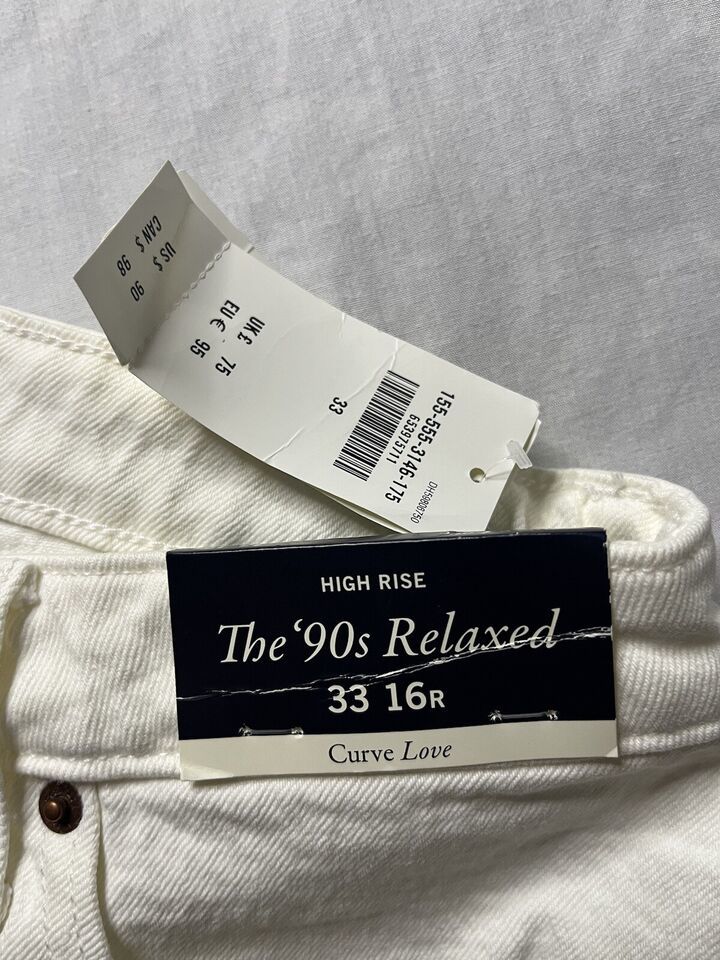 CAN $ 98
US $ 90
UK £ 75
EU € 95
33
155-555-3146-175
653975711
HIGH RISE
The ‘90s Relaxed
33 16R
Curve Love